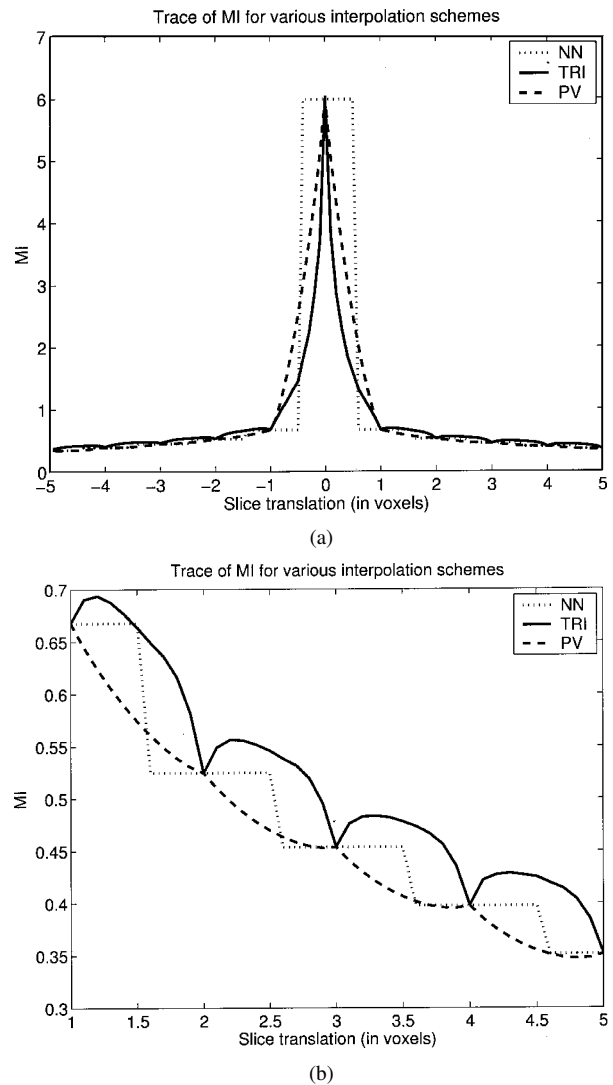 Trace of MI for various interpolation schemes
7
6
5
4
3
2
1
0
MI
NN
TRI
PV
−5 −4 −3 −2 −1 0 1 2 3 4 5
Slice translation (in voxels)
(a)
Trace of MI for various interpolation schemes
0.7
0.65
0.6
0.55
0.5
0.45
0.4
0.35
0.3
MI
NN
TRI
PV
1 1.5 2 2.5 3 3.5 4 4.5 5
Slice translation (in voxels)
(b)